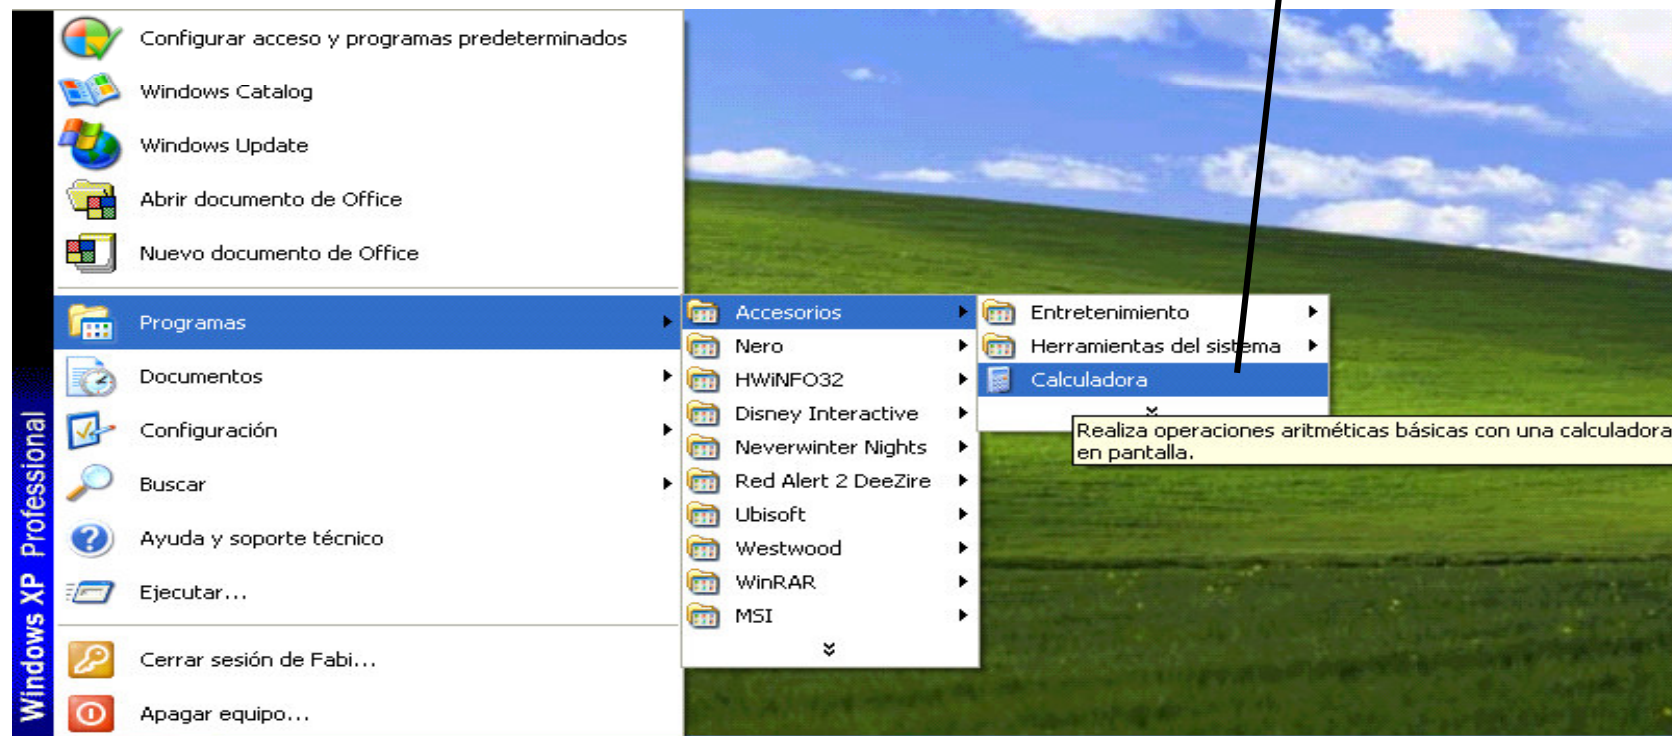 Configurar acceso y programas predeterminados
Windows Catalog
Windows Update
Abrir documento de Office
Nuevo documento de Office
Programas
Documentos
Configuración
Buscar
Ayuda y soporte técnico
Ejecutar...
Cerrar sesión de Fabi...
Apagar equipo...
Windows XP Professional
Accesorios
Nero
HWiNFO32
Disney Interactive
Neverwinter Nights
Red Alert 2 DeeZire
Ubisoft
Westwood
WinRAR
MSI
Entretenimiento
Herramientas del sistema
Calculadora
Realiza operaciones aritméticas básicas con una calculadora
en pantalla.